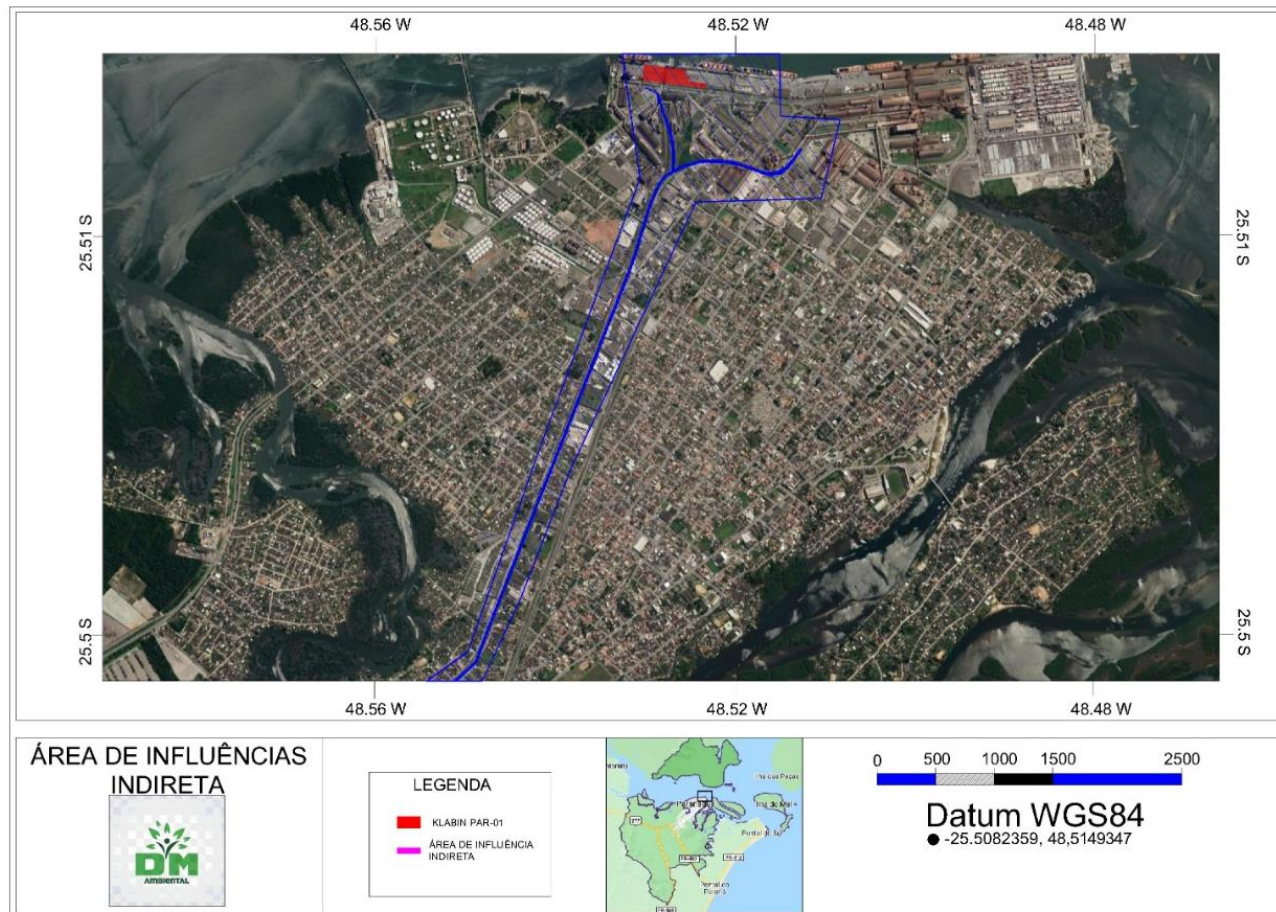 48.56 W
48.52 W
48.48 W
25.51 S
25.51 S
25.5 S
25.5 S
48.56 W
48.52 W
48.48 W
ÁREA DE INFLUÊNCIAS
INDIRETA
DM
AMBIENTAL
LEGENDA
KLABIN PAR-01
ÁREA DE INFLUÊNCIA
INDIRETA
0 500 1000 1500 2500
Datum WGS84
-25.5082359, 48,5149347